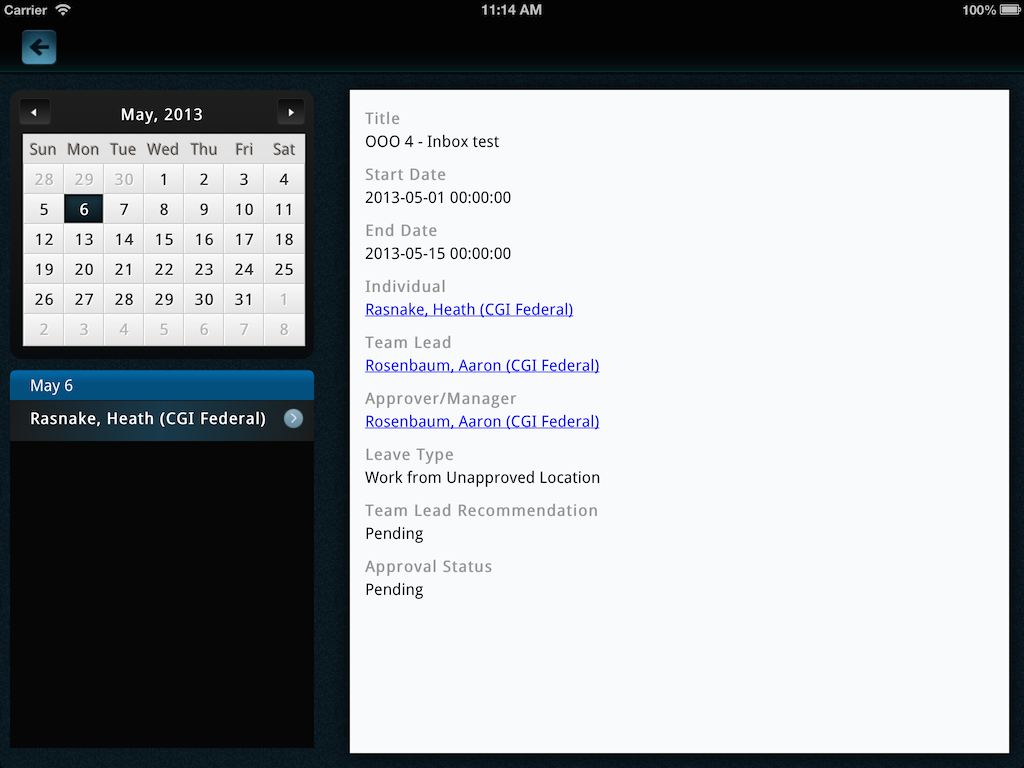 Carrier 11:14 AM 100%
May, 2013
Sun Mon Tue Wed Thu Fri Sat
28 29 30 1 2 3 4
5 6 7 8 9 10 11
12 13 14 15 16 17 18
19 20 21 22 23 24 25
26 27 28 29 30 31 1
2 3 4 5 6 7 8
May 6
Rasnake, Heath (CGI Federal)
Title
OOO 4 - Inbox test
Start Date
2013-05-01 00:00:00
End Date
2013-05-15 00:00:00
Individual
Rasnake, Heath (CGI Federal)
Team Lead
Rosenbaum, Aaron (CGI Federal)
Approver/Manager
Rosenbaum, Aaron (CGI Federal)
Leave Type
Work from Unapproved Location
Team Lead Recommendation
Pending
Approval Status
Pending